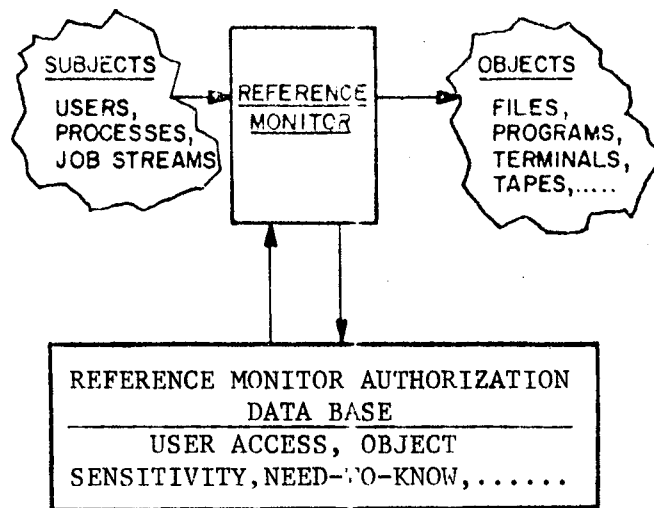 SUBJECTS
USERS,
PROCESSES,
JOB STREAMS
REFERENCE
MONITOR
OBJECTS
FILES,
PROGRAMS,
TERMINALS,
TAPES,.....
REFERENCE MONITOR AUTHORIZATION
DATA BASE
USER ACCESS, OBJECT
SENSITIVITY,NEED-TO-KNOW,......